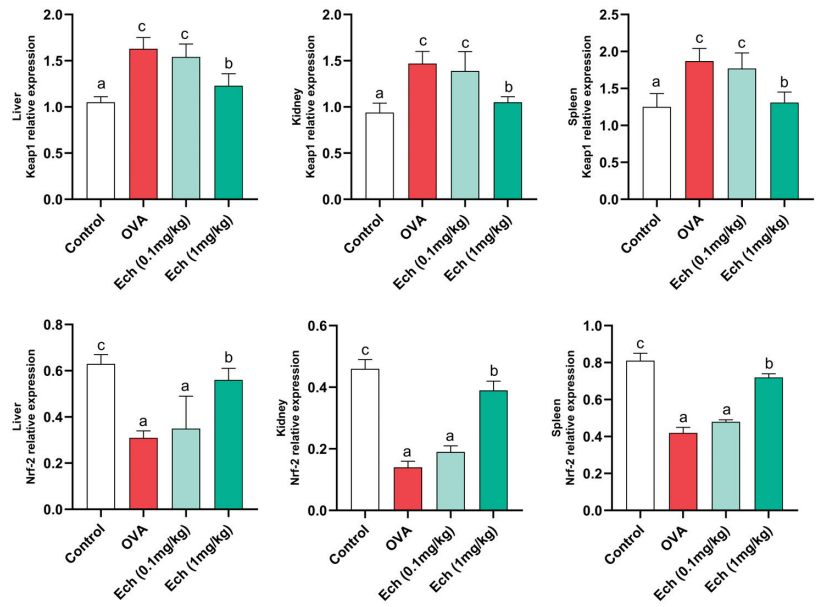 Liver
Keap1 relative expression
2.0
1.5
1.0
0.5
0.0
a
c
c
b
Control
OVA
Ech (0.1mg/kg)
Ech (1mg/kg)
Kidney
Keap1 relative expression
2.0
1.5
1.0
0.5
0.0
a
c
c
b
Control
OVA
Ech (0.1mg/kg)
Ech (1mg/kg)
Spleen
Keap1 relative expression
2.5
2.0
1.5
1.0
0.5
0.0
a
c
c
b
Control
OVA
Ech (0.1mg/kg)
Ech (1mg/kg)
Liver
Nrf-2 relative expression
0.8
0.6
0.4
0.2
0.0
c
a
a
b
Control
OVA
Ech (0.1mg/kg)
Ech (1mg/kg)
Kidney
Nrf-2 relative expression
0.6
0.4
0.2
0.0
c
a
a
b
Control
OVA
Ech (0.1mg/kg)
Ech (1mg/kg)
Spleen
Nrf-2 relative expression
1.0
0.8
0.6
0.4
0.2
0.0
c
a
a
b
Control
OVA
Ech (0.1mg/kg)
Ech (1mg/kg)